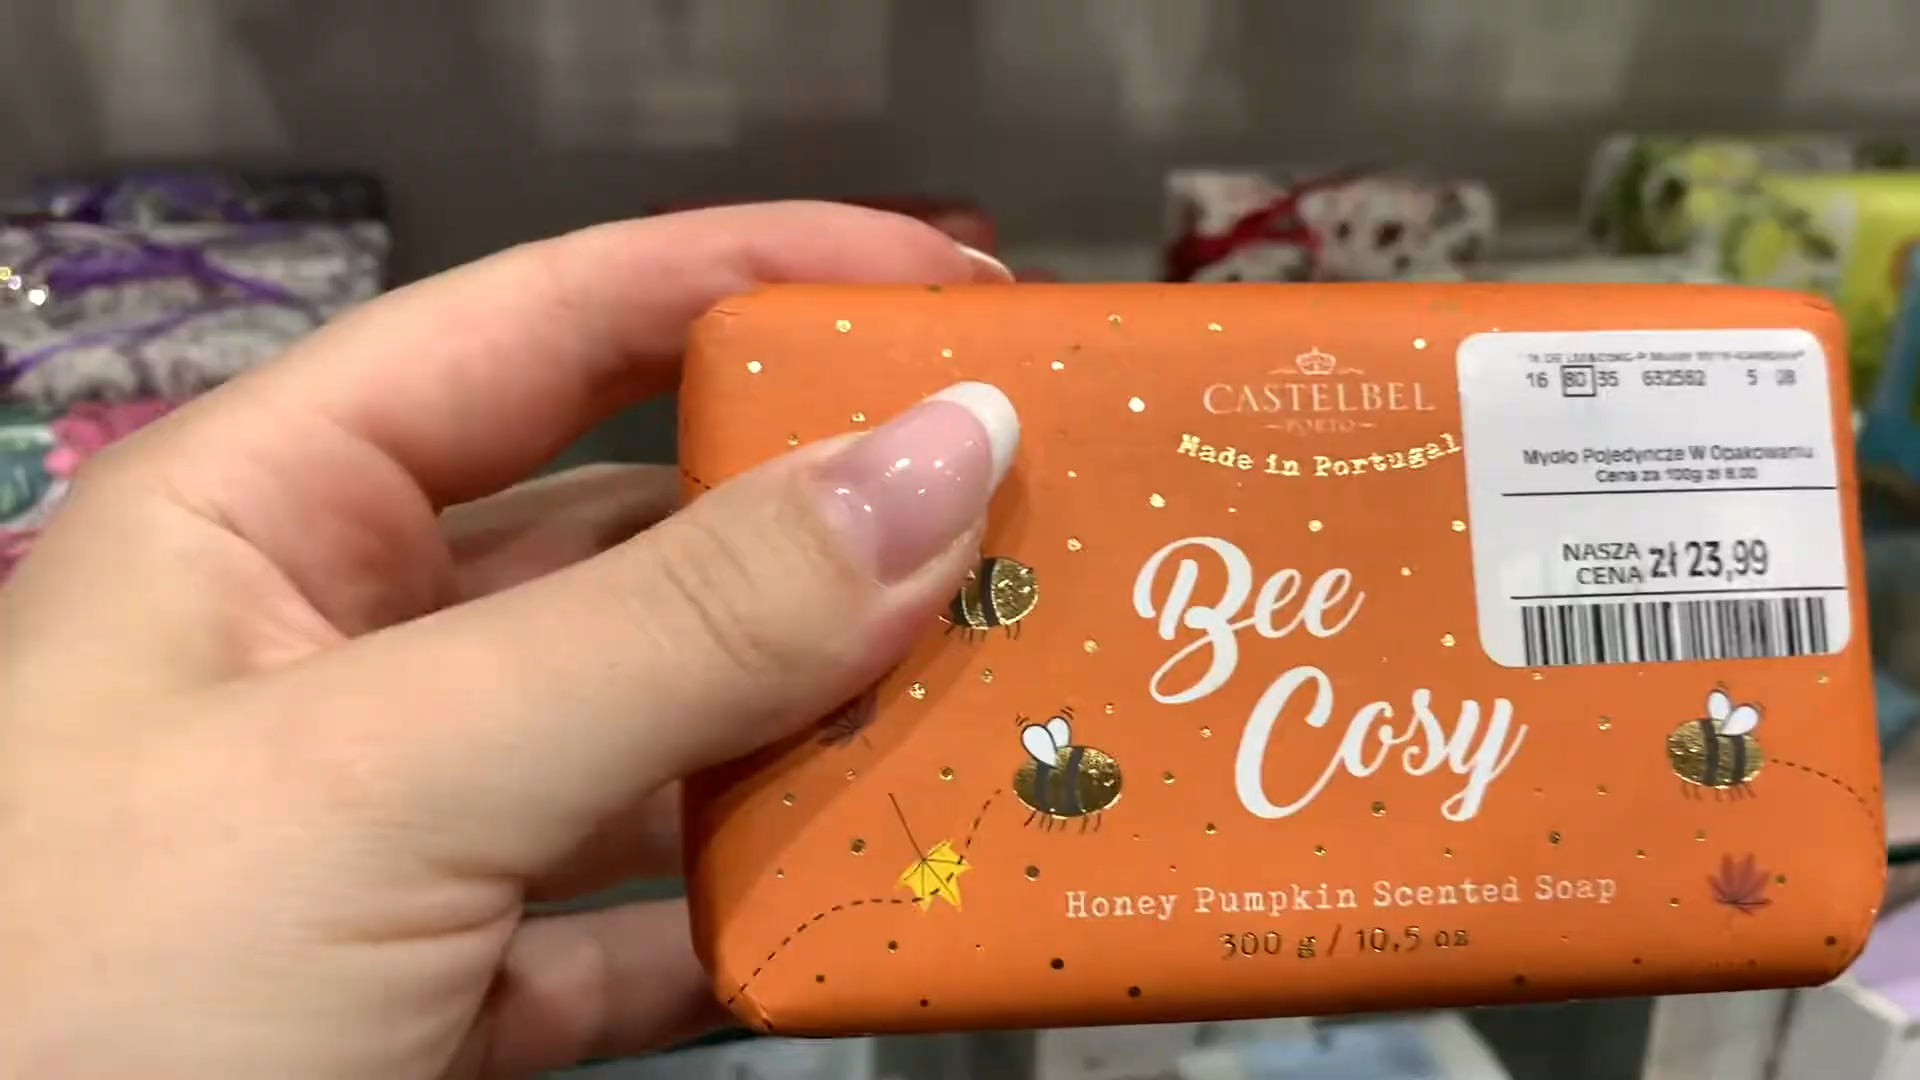 CASTELBEL
PORTO
Made in Portugal
Bee
Cosy
Honey Pumpkin Scented Soap
300 g / 10,5 oz
16 80 35 632582 5 08
Mydło Pojedyncze W Opakowaniu
Cena za 100g zł 8,00
NASZA
CENA zł 23,99